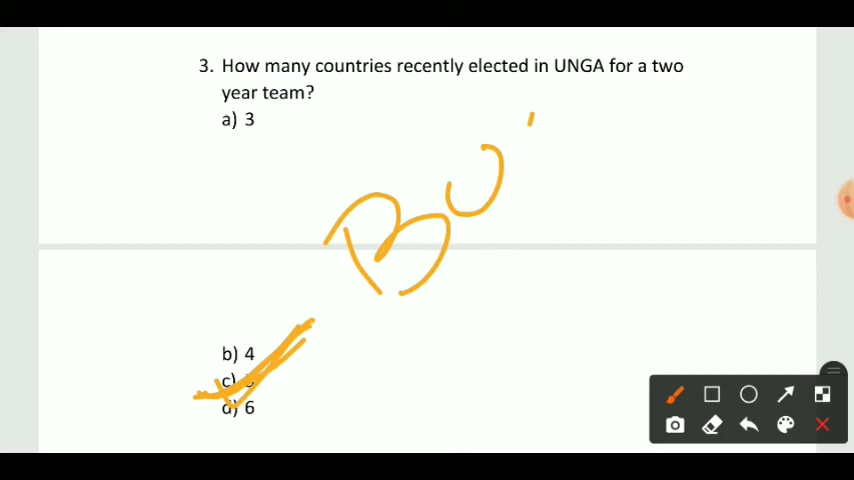 3. How many countries recently elected in UNGA for a two
year team?
a) 3
b) 4
c)
d) 6